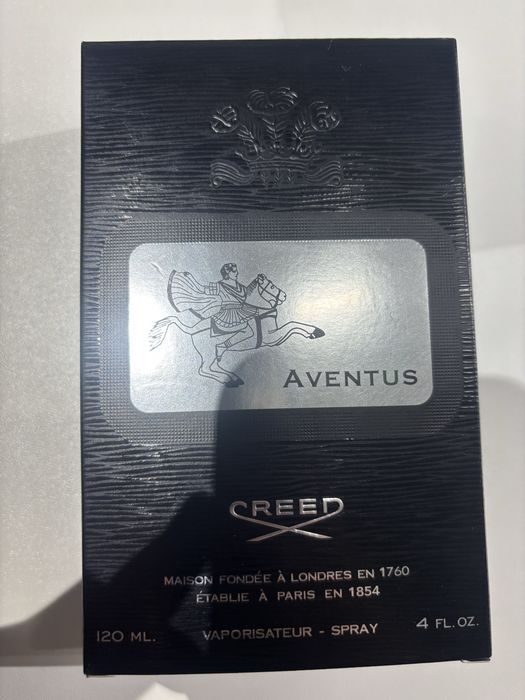 AVENTUS
CREED
MAISON FONDÉE À LONDRES EN 1760
ÉTABLIE À PARIS EN 1854
120 ML. VAPORISATEUR - SPRAY 4 FL. OZ.